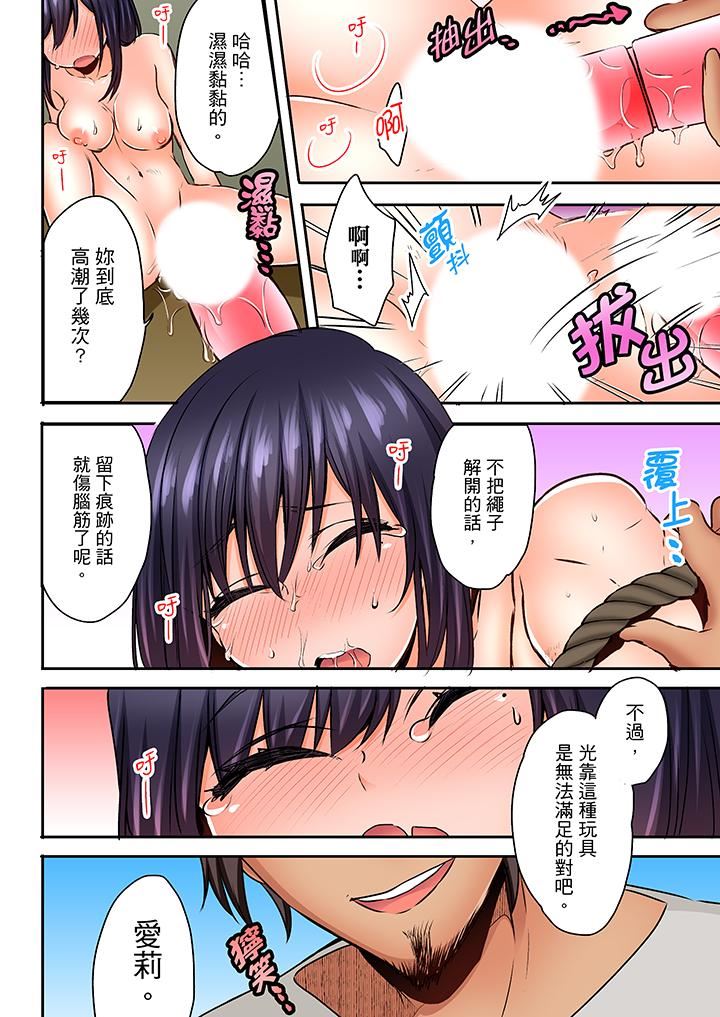 抽出
啊
呼—
拔出
顫抖
啊啊…
哈哈…
濕濕黏黏的。
呼—
呼—
濕黏
妳到底
高潮了幾次？
覆上…
不把繩子
解開的話，
呼—
留下痕跡的話
就傷腦筋了呢。
呼—
不過，
光靠這種玩具
是無法滿足的對吧。
獰笑…
愛莉。